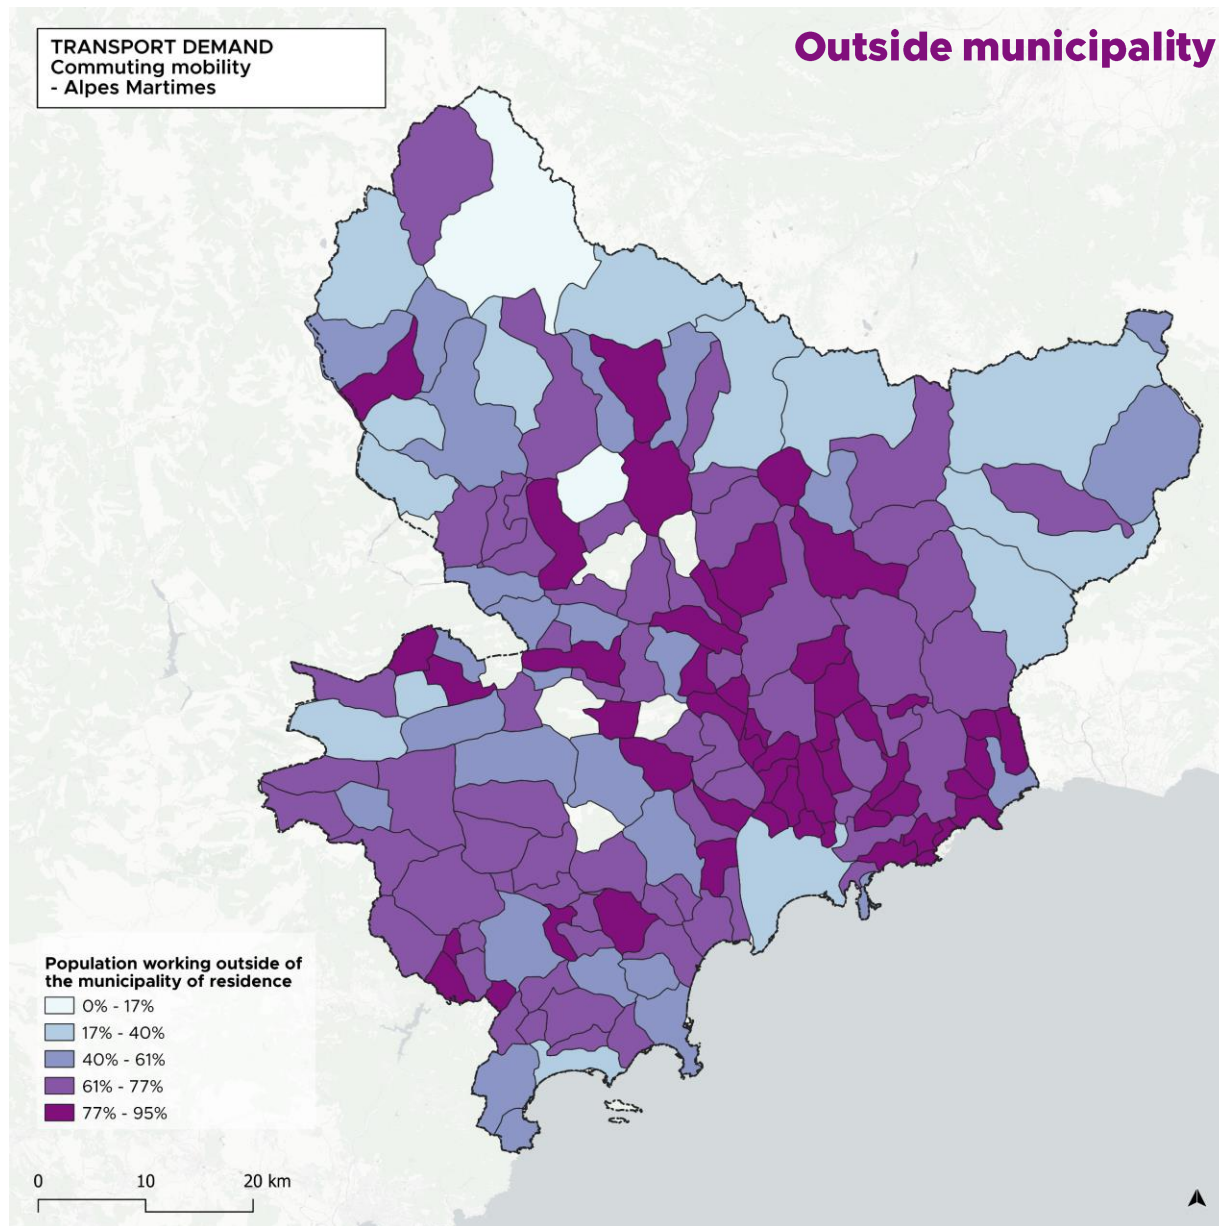 TRANSPORT DEMAND
Commuting mobility
- Alpes Martimes
Outside municipality
Population working outside of
the municipality of residence
0% - 17%
17% - 40%
40% - 61%
61% - 77%
77% - 95%
0 10 20 km